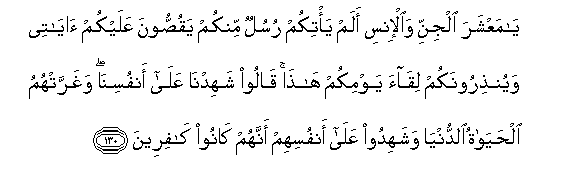 يَٰمَعْشَرَ ٱلْجِنِّ وَٱلْإِنسِ أَلَمْ يَأْتِكُمْ رُسُلٌ مِّنكُمْ يَقُصُّونَ عَلَيْكُمْ ءَايَٰتِى
وَيُنذِرُونَكُمْ لِقَآءَ يَوْمِكُمْ هَٰذَا ۚ قَالُوا۟ شَهِدْنَا عَلَىٰٓ أَنفُسِنَا ۖ وَغَرَّتْهُمُ
ٱلْحَيَوٰةُ ٱلدُّنْيَا وَشَهِدُوا۟ عَلَىٰٓ أَنفُسِهِمْ أَنَّهُمْ كَانُوا۟ كَٰفِرِينَ ١٣٠